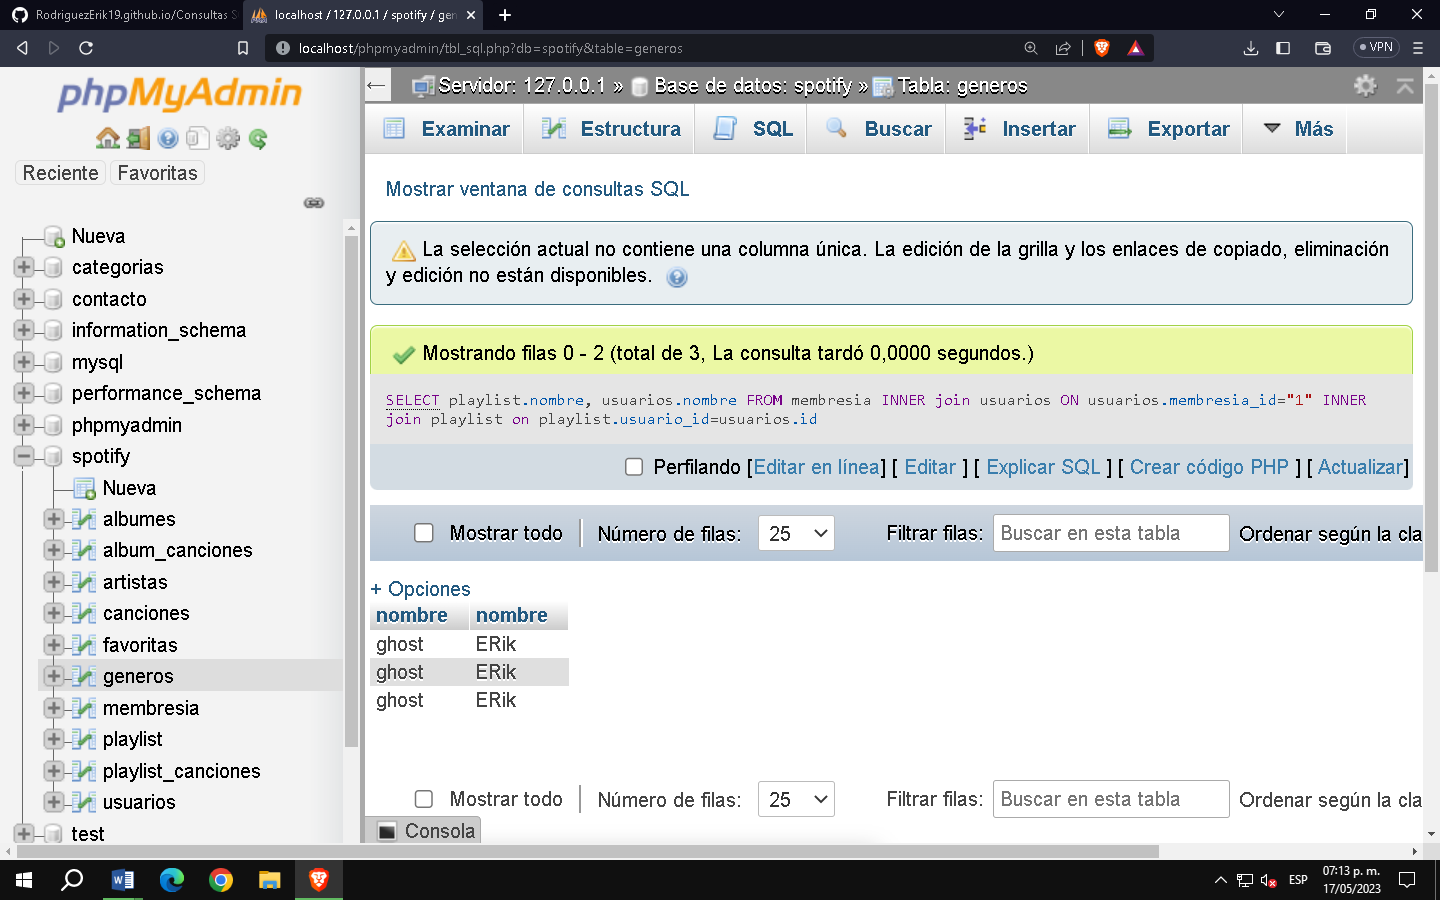 RodriguezErik19.github.io/Consultas S
localhost / 127.0.0.1 / spotify / gen
localhost/phpmyadmin/tbl_sql.php?db=spotify&table=generos
VPN
phpMyAdmin
Reciente
Favoritas
Nueva
categorias
contacto
information_schema
mysql
performance_schema
phpmyadmin
spotify
Nueva
albumes
album_canciones
artistas
canciones
favoritas
generos
membresia
playlist
playlist_canciones
usuarios
test
Servidor: 127.0.0.1 » Base de datos: spotify » Tabla: generos
Examinar Estructura SQL Buscar Insertar Exportar Más
Mostrar ventana de consultas SQL
La selección actual no contiene una columna única. La edición de la grilla y los enlaces de copiado, eliminación
y edición no están disponibles.
Mostrando filas 0 - 2 (total de 3, La consulta tardó 0,0000 segundos.)
SELECT playlist.nombre, usuarios.nombre FROM membresia INNER join usuarios ON usuarios.membresia_id="1" INNER
join playlist on playlist.usuario_id=usuarios.id
Perfilando [Editar en línea] [ Editar ] [ Explicar SQL ] [ Crear código PHP ] [ Actualizar]
Mostrar todo Número de filas: 25 Filtrar filas: Buscar en esta tabla Ordenar según la cla
+ Opciones
nombre nombre
ghost ERik
ghost ERik
ghost ERik
Mostrar todo Número de filas: 25 Filtrar filas: Buscar en esta tabla Ordenar según la cla
Consola
ESP
07:13 p. m.
17/05/2023